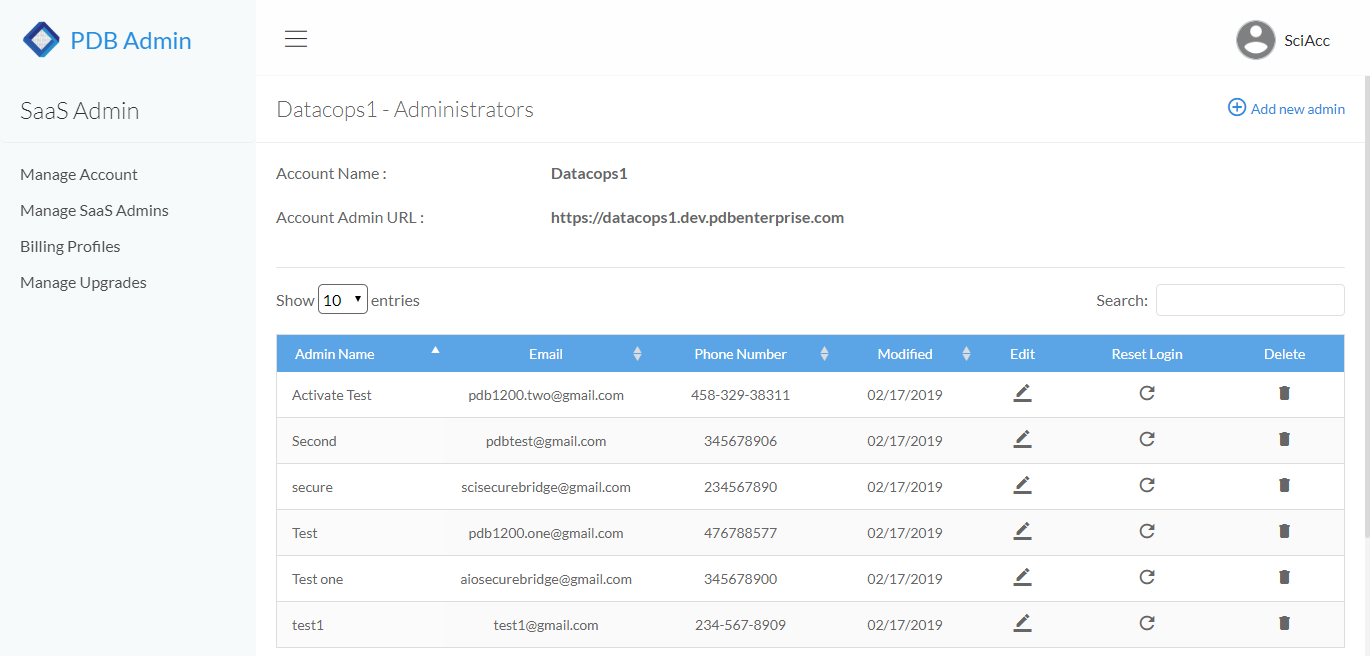 PDB Admin
SciAcc
SaaS Admin
Datacops1 - Administrators
Add new admin
Manage Account
Manage SaaS Admins
Billing Profiles
Manage Upgrades
Account Name : Datacops1
Account Admin URL : https://datacops1.dev.pdbenterprise.com
Show 10 entries Search:
Admin Name Email Phone Number Modified Edit Reset Login Delete
Activate Test pdb1200.two@gmail.com 458-329-38311 02/17/2019
Second pdbtest@gmail.com 345678906 02/17/2019
secure scisecurebridge@gmail.com 234567890 02/17/2019
Test pdb1200.one@gmail.com 476788577 02/17/2019
Test one aiosecurebridge@gmail.com 345678900 02/17/2019
test1 test1@gmail.com 234-567-8909 02/17/2019